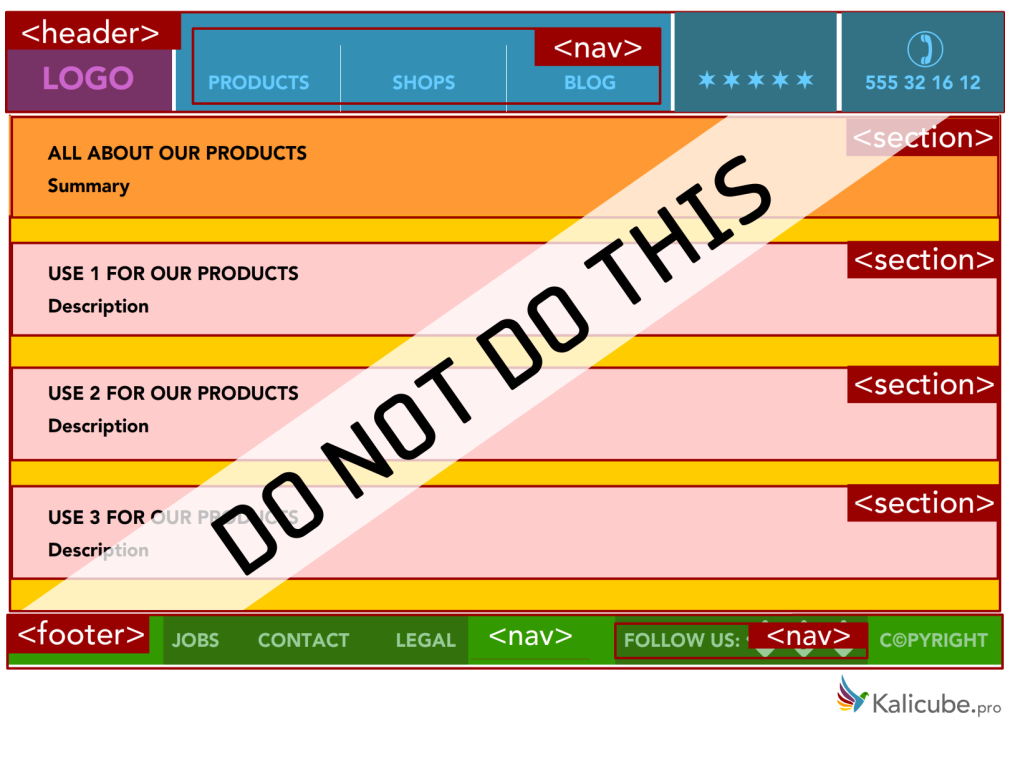 <header>
LOGO
<nav>
PRODUCTS
SHOPS
BLOG
★★★★★
555 32 16 12
<section>
ALL ABOUT OUR PRODUCTS
Summary
<section>
USE 1 FOR OUR PRODUCTS
Description
<section>
USE 2 FOR OUR PRODUCTS
Description
<section>
USE 3 FOR OUR PRODUCTS
Description
DO NOT DO THIS
<footer>
JOBS
CONTACT
LEGAL
<nav>
FOLLOW US:
<nav>
C©PYRIGHT
Kalicube.pro